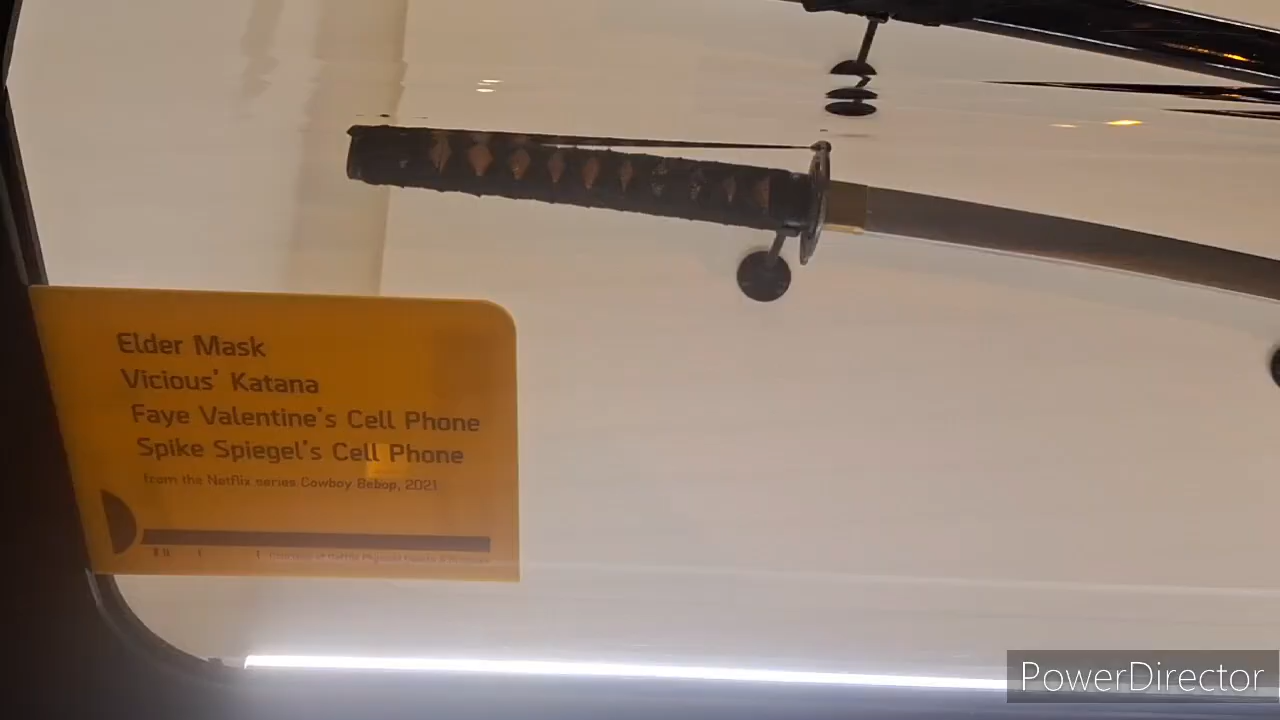 Elder Mask
Vicious' Katana
Faye Valentine's Cell Phone
Spike Spiegel's Cell Phone
from the Netflix series Cowboy Bebop, 2021
PowerDirector